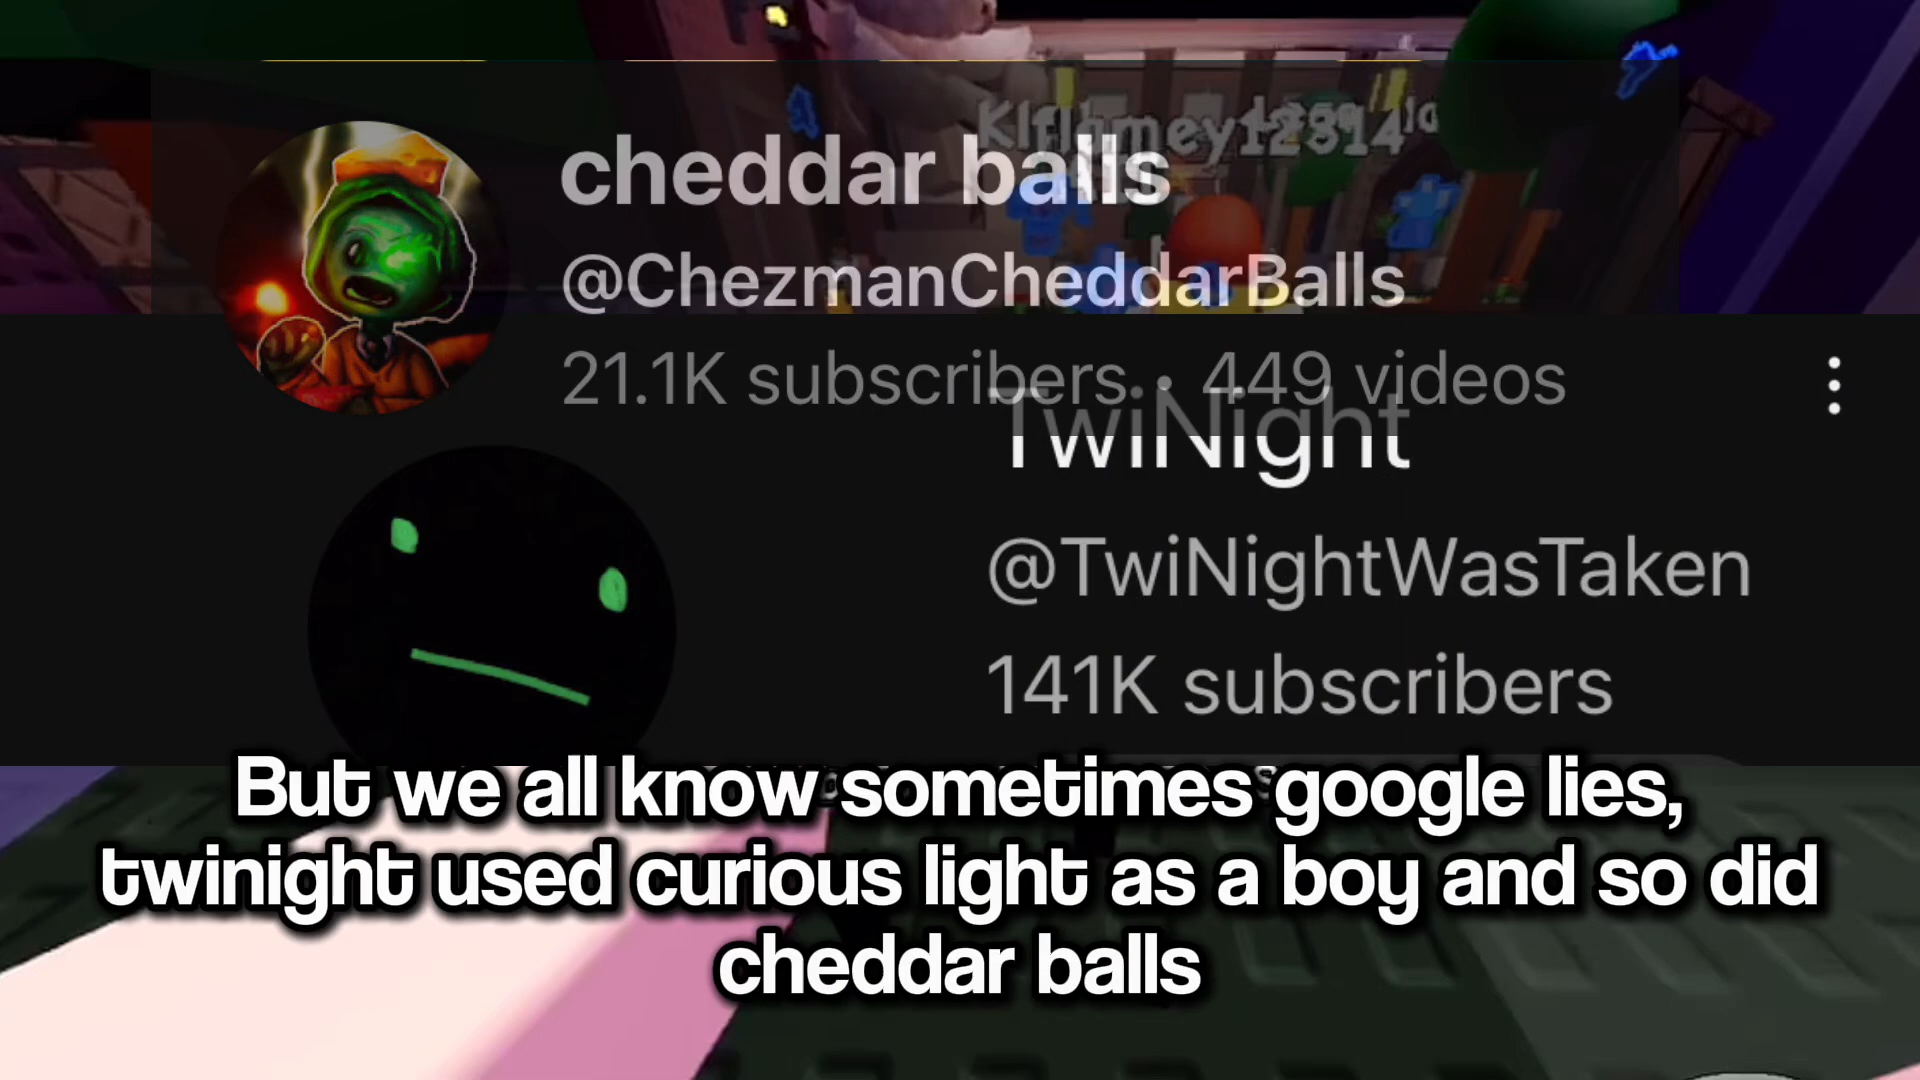 cheddar balls
@ChezmanCheddarBalls
21.1K subscribers • 449 videos
TwiNight
@TwiNightWasTaken
141K subscribers
But we all know sometimes google lies,
twinight used curious light as a boy and so did
cheddar balls